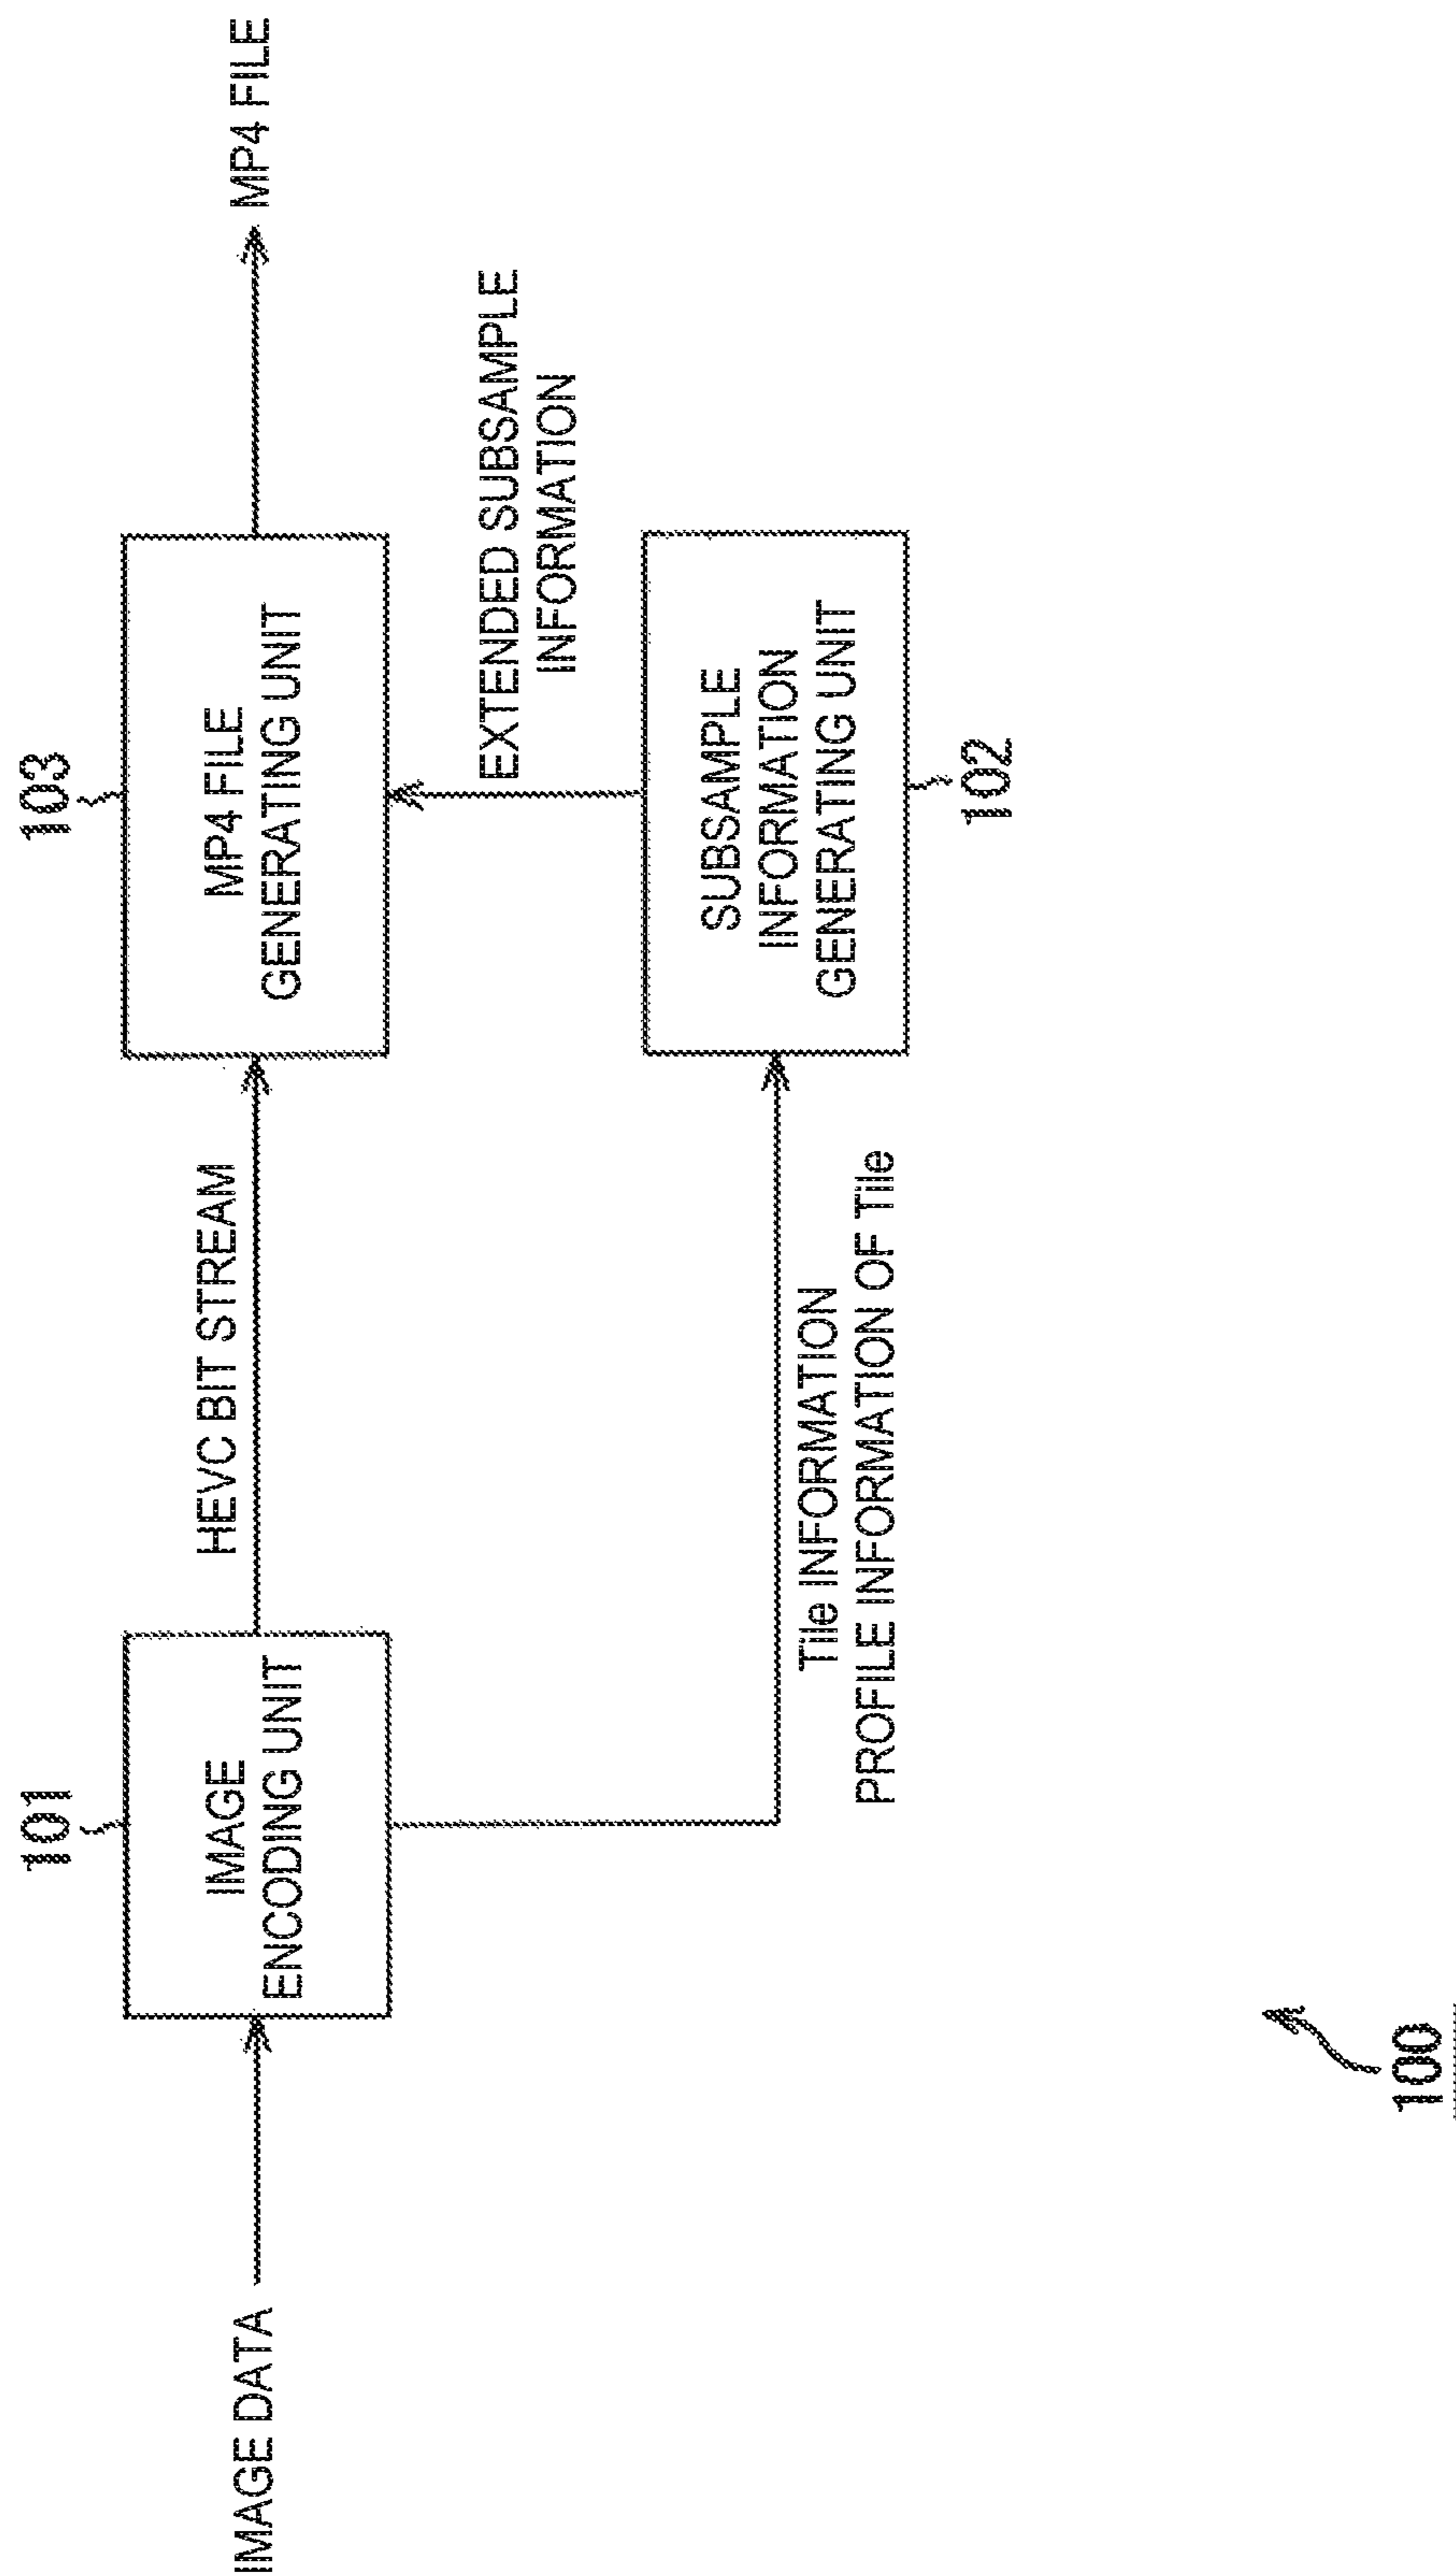 IMAGE DATA
101
IMAGE
ENCODING UNIT
HEVC BIT STREAM
103
MP4 FILE
GENERATING UNIT
MP4 FILE
EXTENDED SUBSAMPLE
INFORMATION
Tile INFORMATION
PROFILE INFORMATION OF Tile
SUBSAMPLE
INFORMATION
GENERATING UNIT
102
100